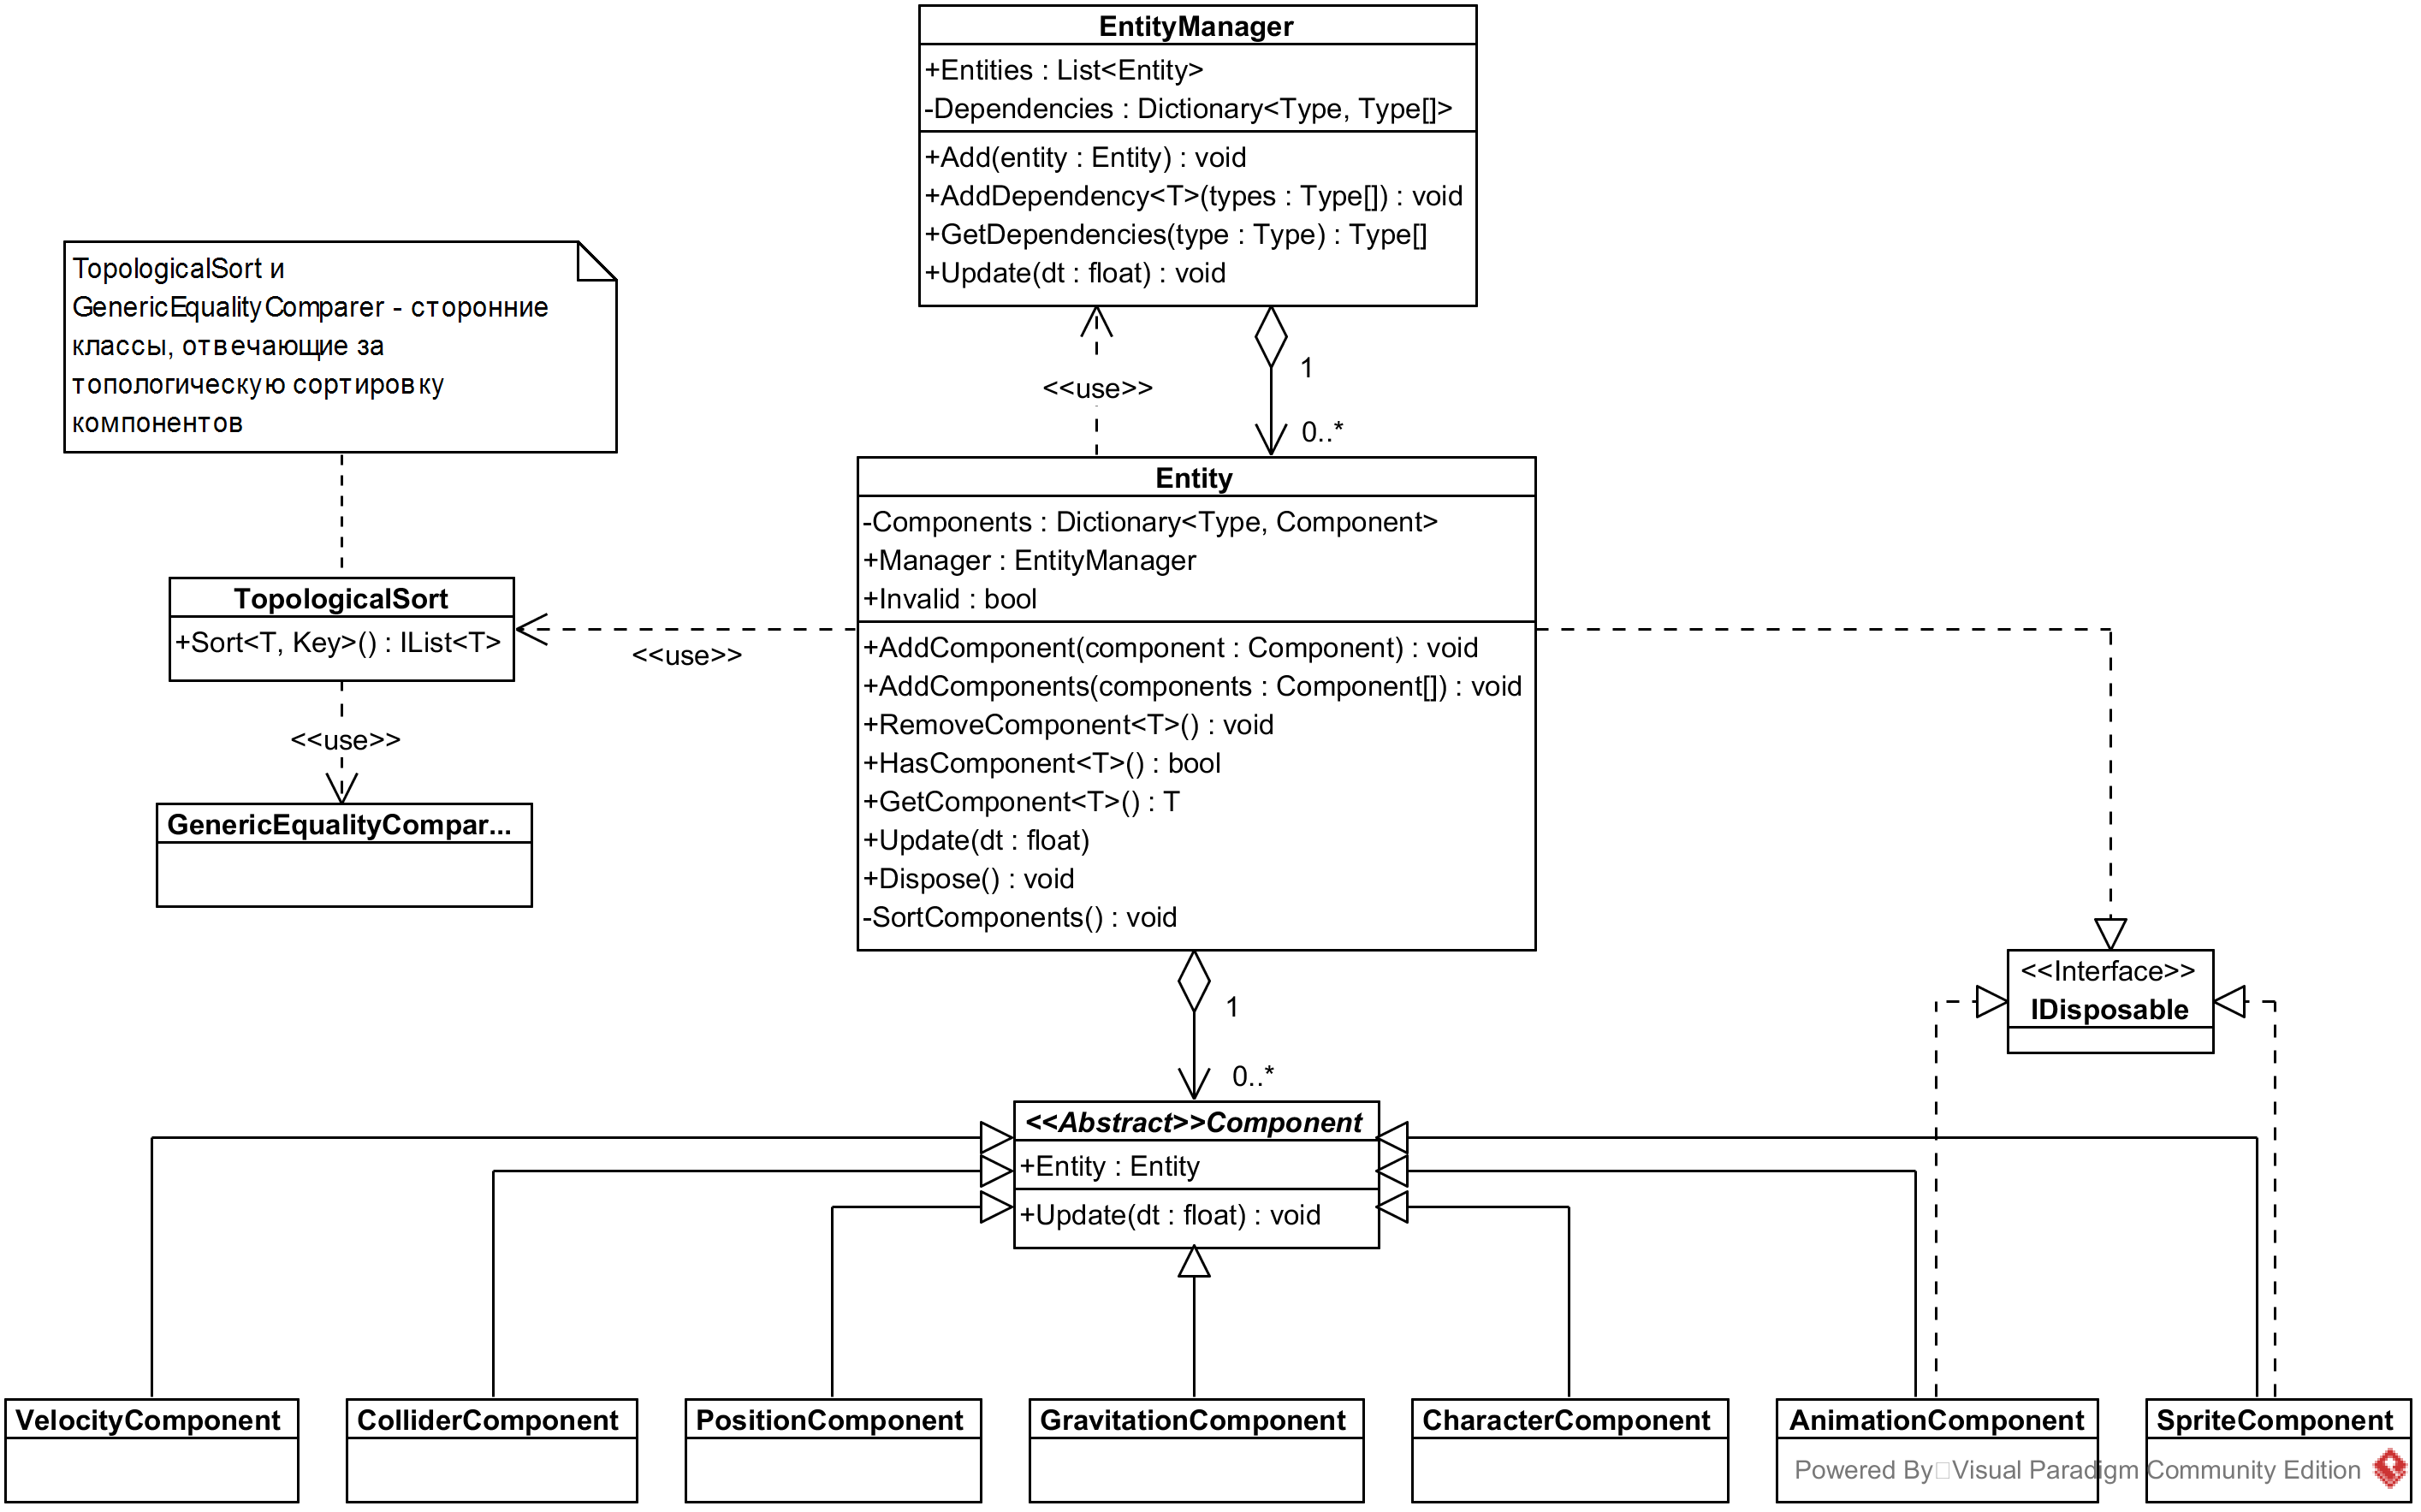 EntityManager
+Entities : List<Entity>
-Dependencies : Dictionary<Type, Type[]>
+Add(entity : Entity) : void
+AddDependency<T>(types : Type[]) : void
+GetDependencies(type : Type) : Type[]
+Update(dt : float) : void
TopologicalSort и
GenericEqualityComparer - сторонние
классы, отвечающие за
топологическую сортировку
компонентов
<<use>>
1
0..*
Entity
-Components : Dictionary<Type, Component>
+Manager : EntityManager
+Invalid : bool
+AddComponent(component : Component) : void
+AddComponents(components : Component[]) : void
+RemoveComponent<T>() : void
+HasComponent<T>() : bool
+GetComponent<T>() : T
+Update(dt : float)
+Dispose() : void
-SortComponents() : void
TopologicalSort
+Sort<T, Key>() : IList<T>
<<use>>
<<use>>
GenericEqualityCompar...
<<Interface>>
IDisposable
1
0..*
<<Abstract>>Component
+Entity : Entity
+Update(dt : float) : void
VelocityComponent
ColliderComponent
PositionComponent
GravitationComponent
CharacterComponent
AnimationComponent
SpriteComponent
Powered By Visual Paradigm Community Edition